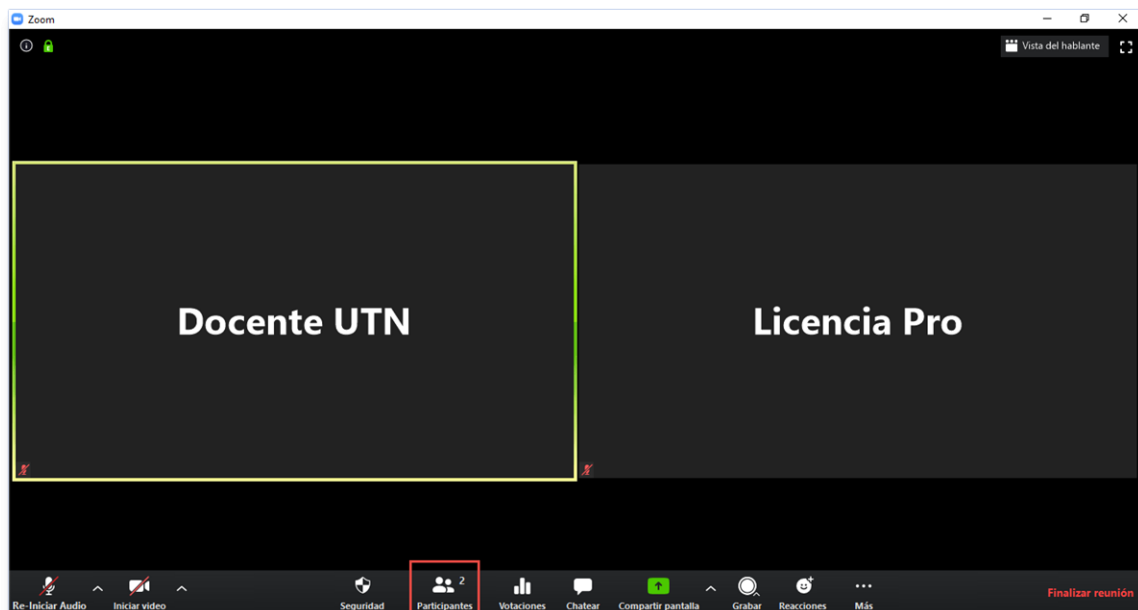 Zoom
Vista del hablante
Docente UTN
Licencia Pro
2
Re-Iniciar Audio
Iniciar video
Seguridad
Participantes
Votaciones
Chatear
Compartir pantalla
Grabar
Reacciones
Más
Finalizar reunión